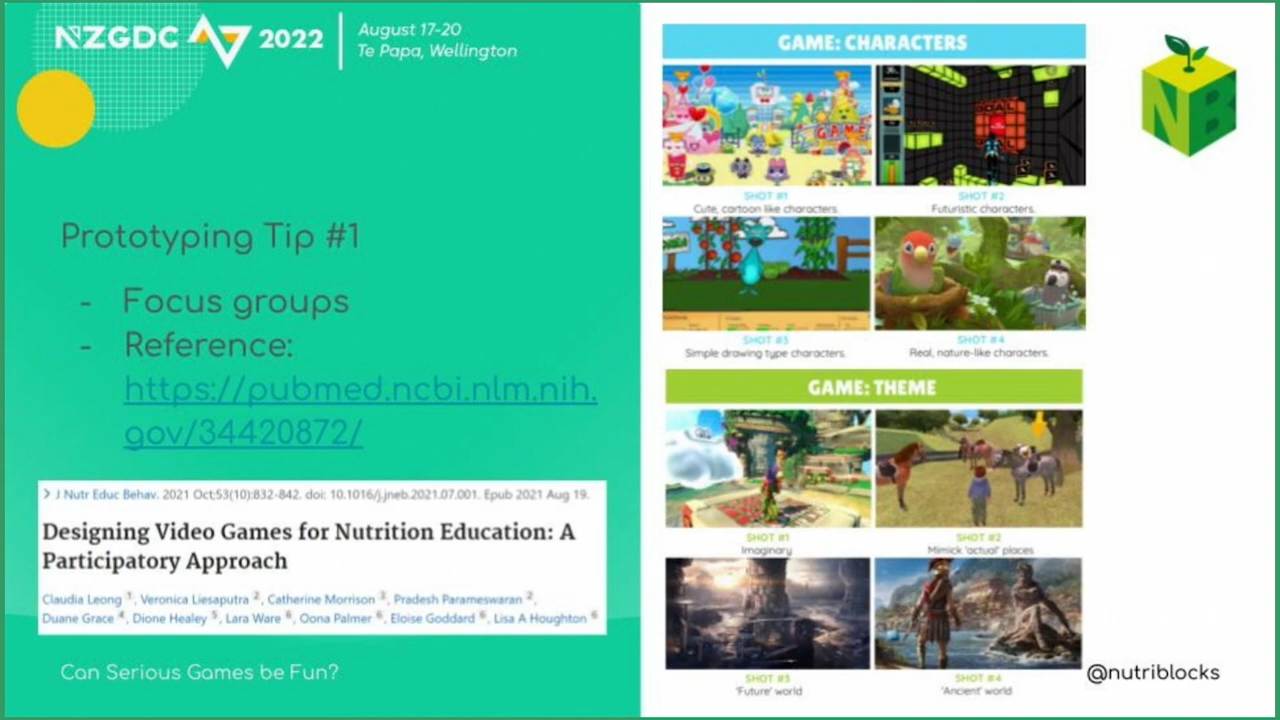 NZGDC 2022
August 17-20
Te Papa, Wellington
Prototyping Tip #1
- Focus groups
- Reference:
https://pubmed.ncbi.nlm.nih.
gov/34420872/
J Nutr Educ Behav. 2021 Oct;53(10):832-842. doi: 10.1016/j.jneb.2021.07.001. Epub 2021 Aug 19.
Designing Video Games for Nutrition Education: A
Participatory Approach
Claudia Leong 1, Veronica Liesaputra 2, Catherine Morrison 3, Pradesh Parameswaran 2,
Duane Grace 4, Dione Healey 5, Lara Ware 6, Oona Palmer 6, Eloise Goddard 6, Lisa A Houghton 6
Can Serious Games be Fun?
GAME: CHARACTERS
GAME
GOAL
SHOT #1
Cute, cartoon like characters.
SHOT #2
Futuristic characters.
SHOT #3
Simple drawing type characters.
SHOT #4
Real, nature-like characters.
GAME: THEME
SHOT #1
Imaginary
SHOT #2
Mimick 'actual' places
SHOT #3
'Future' world
SHOT #4
'Ancient' world
NB
@nutriblocks